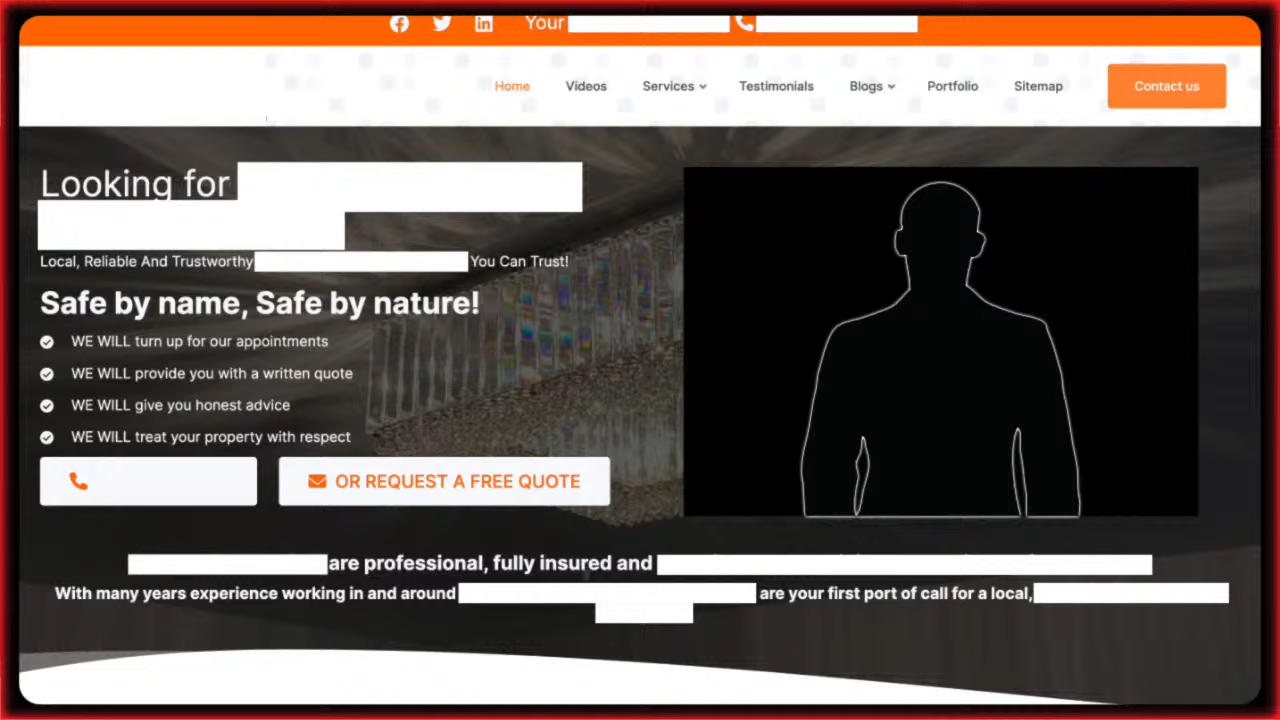 Your
Home Videos Services Testimonials Blogs Portfolio Sitemap Contact us
Looking for
Local, Reliable And Trustworthy You Can Trust!
Safe by name, Safe by nature!
WE WILL turn up for our appointments
WE WILL provide you with a written quote
WE WILL give you honest advice
WE WILL treat your property with respect
OR REQUEST A FREE QUOTE
are professional, fully insured and
With many years experience working in and around are your first port of call for a local,